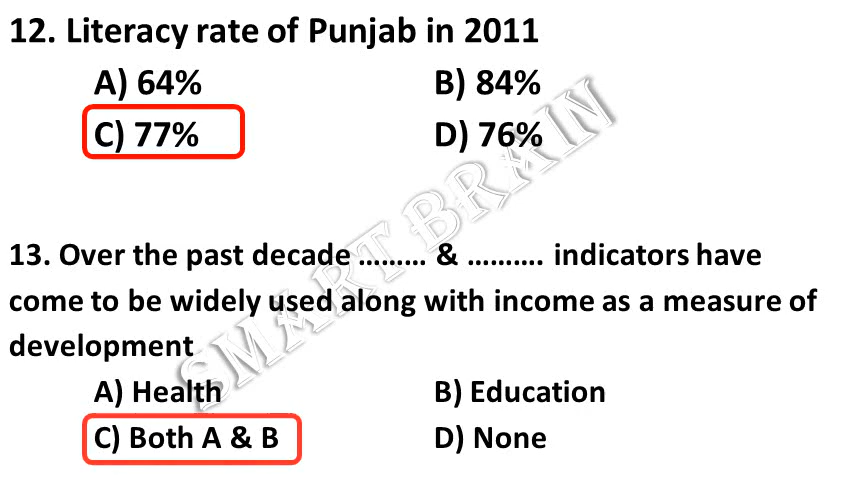 12. Literacy rate of Punjab in 2011
A) 64% B) 84%
C) 77% D) 76%
SMART BRAIN
13. Over the past decade ......... & .......... indicators have
come to be widely used along with income as a measure of
development
A) Health B) Education
C) Both A & B D) None